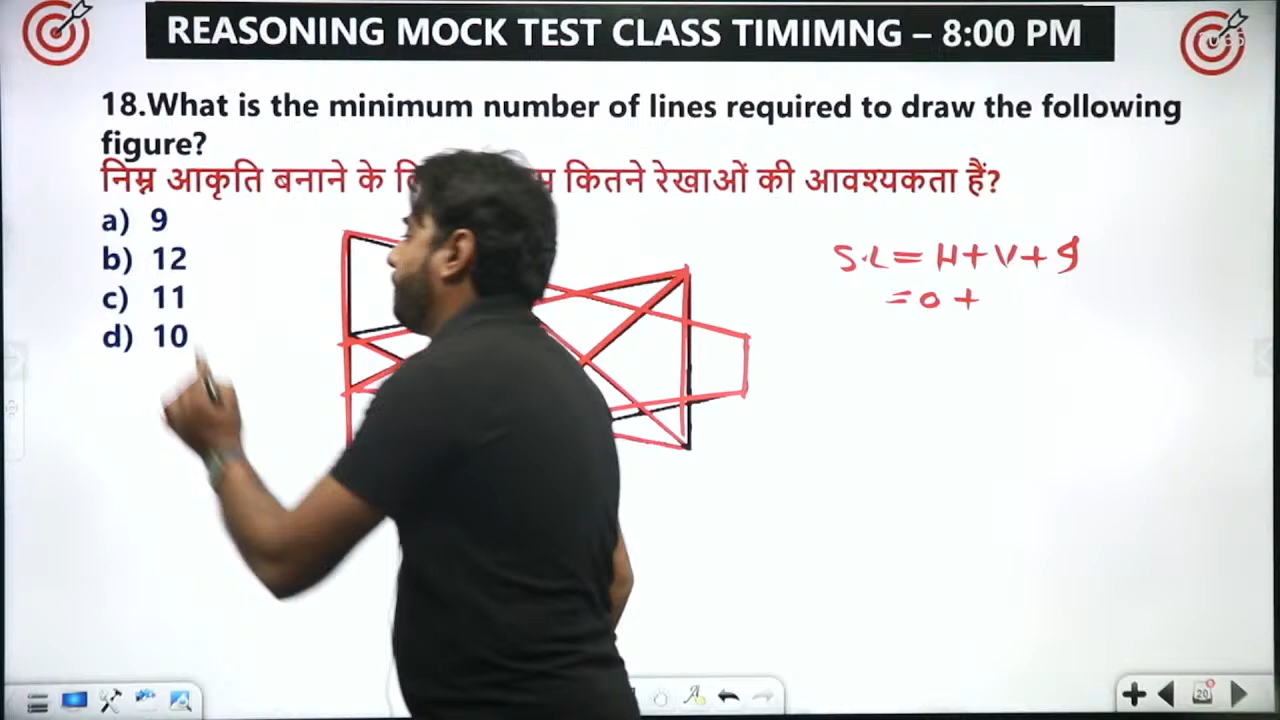 REASONING MOCK TEST CLASS TIMIMNG – 8:00 PM
18.What is the minimum number of lines required to draw the following
figure?
निम्न आकृति बनाने के कितने रेखाओं की आवश्यकता हैं?
a) 9
b) 12
c) 11
d) 10
S.L = H+V+S
= 0 +
20